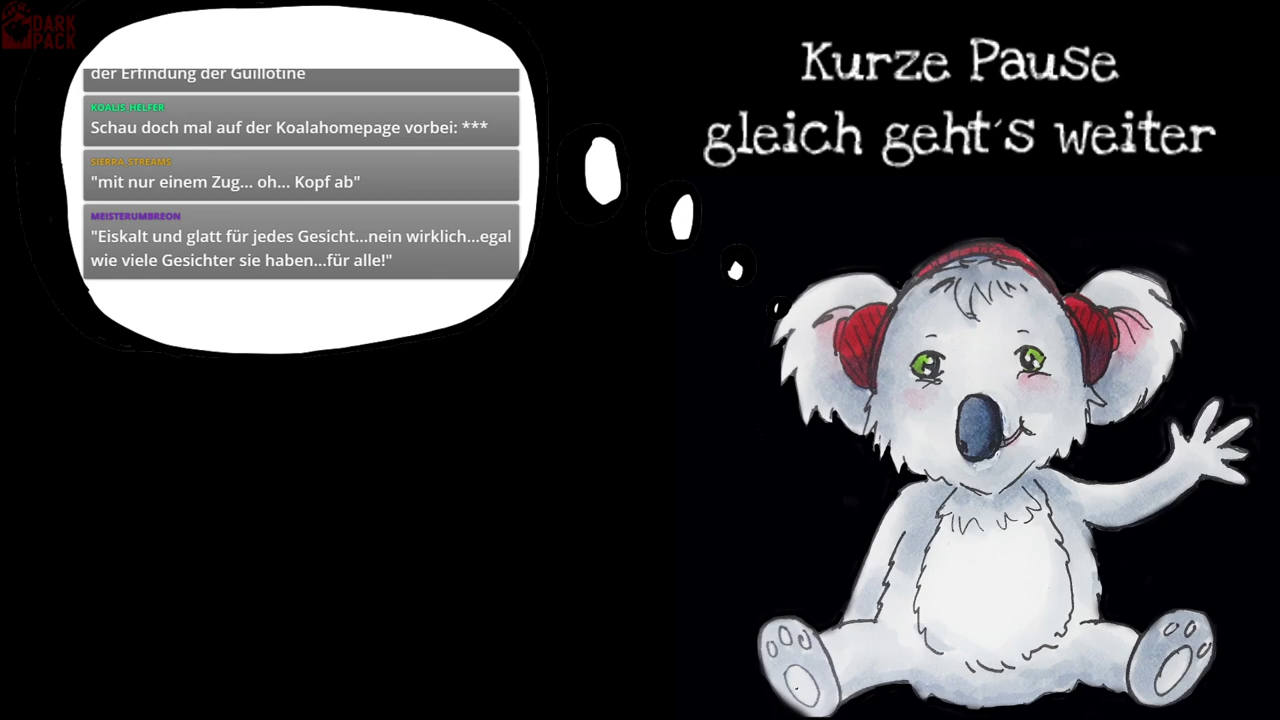 DARK
PACK
der Erfindung der Guillotine
KOALIS HELFER
Schau doch mal auf der Koalahomepage vorbei: ***
SIERRA STREAMS
"mit nur einem Zug... oh... Kopf ab"
MEISTERUMBREON
"Eiskalt und glatt für jedes Gesicht...nein wirklich...egal
wie viele Gesichter sie haben...für alle!"
Kurze Pause
gleich geht´s weiter